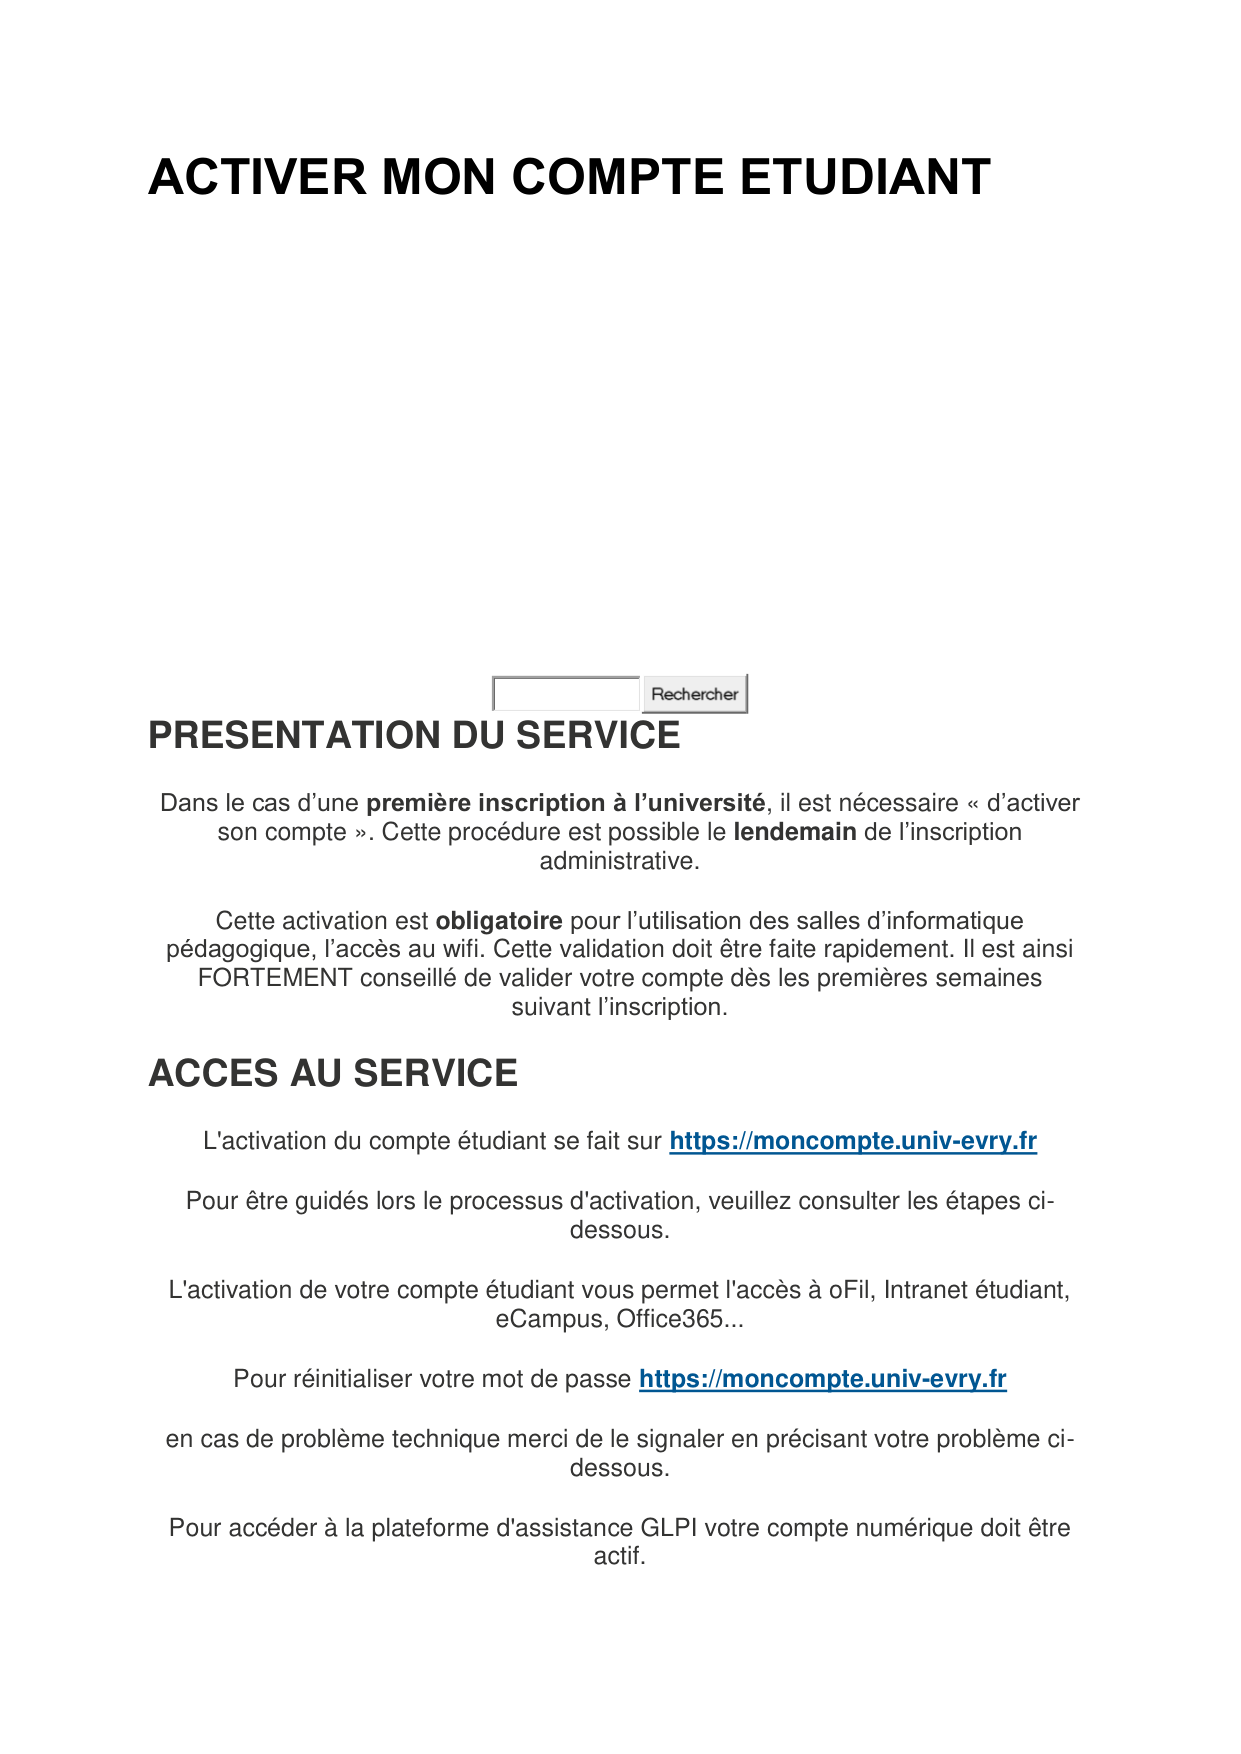 ACTIVER MON COMPTE ETUDIANT
Rechercher
PRESENTATION DU SERVICE
Dans le cas d’une première inscription à l’université, il est nécessaire « d’activer
son compte ». Cette procédure est possible le lendemain de l’inscription
administrative.
Cette activation est obligatoire pour l’utilisation des salles d’informatique
pédagogique, l’accès au wifi. Cette validation doit être faite rapidement. Il est ainsi
FORTEMENT conseillé de valider votre compte dès les premières semaines
suivant l’inscription.
ACCES AU SERVICE
L'activation du compte étudiant se fait sur https://moncompte.univ-evry.fr
Pour être guidés lors le processus d'activation, veuillez consulter les étapes ci-
dessous.
L'activation de votre compte étudiant vous permet l'accès à oFil, Intranet étudiant,
eCampus, Office365...
Pour réinitialiser votre mot de passe https://moncompte.univ-evry.fr
en cas de problème technique merci de le signaler en précisant votre problème ci-
dessous.
Pour accéder à la plateforme d'assistance GLPI votre compte numérique doit être
actif.